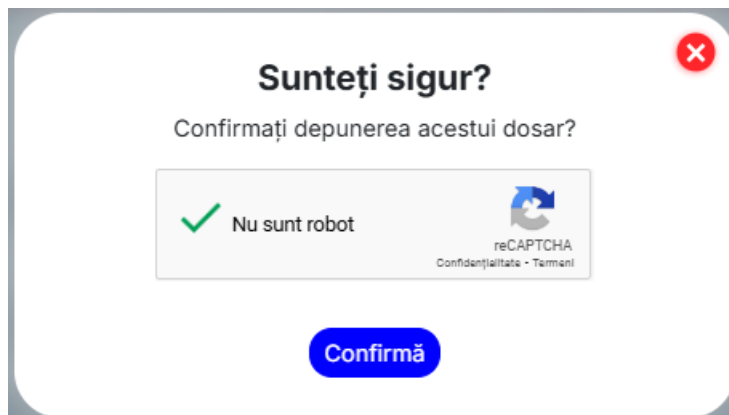 Sunteți sigur?
Confirmați depunerea acestui dosar?
Nu sunt robot
reCAPTCHA
Confidențialitate - Termeni
Confirmă